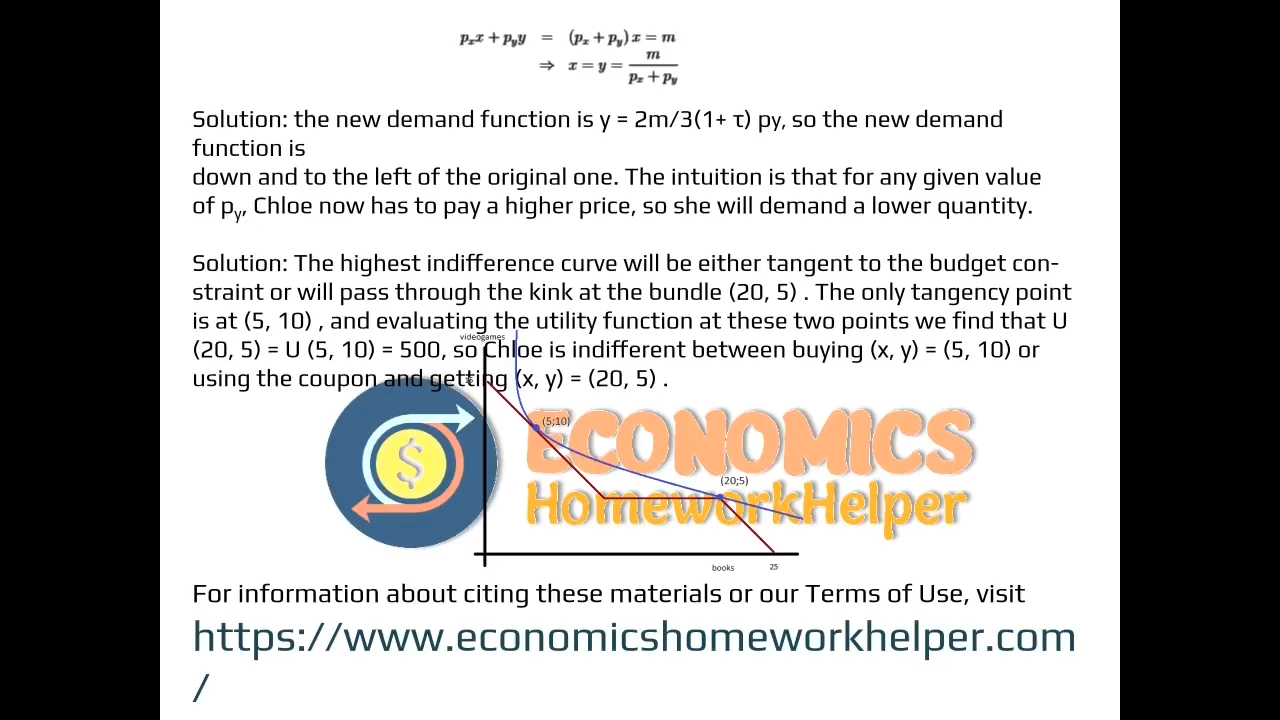 pₓx + p_y y = (pₓ + p_y) x = m
⇒ x = y = m / (pₓ + p_y)
Solution: the new demand function is y = 2m/3(1+ τ) py, so the new demand
function is
down and to the left of the original one. The intuition is that for any given value
of p_y, Chloe now has to pay a higher price, so she will demand a lower quantity.
Solution: The highest indifference curve will be either tangent to the budget con-
straint or will pass through the kink at the bundle (20, 5) . The only tangency point
is at (5, 10) , and evaluating the utility function at these two points we find that U
(20, 5) = U (5, 10) = 500, so Chloe is indifferent between buying (x, y) = (5, 10) or
using the coupon and getting (x, y) = (20, 5) .
videogames
(5;10)
(20;5)
books
25
$
ECONOMICS
HomeworkHelper
For information about citing these materials or our Terms of Use, visit
https://www.economicshomeworkhelper.com
/